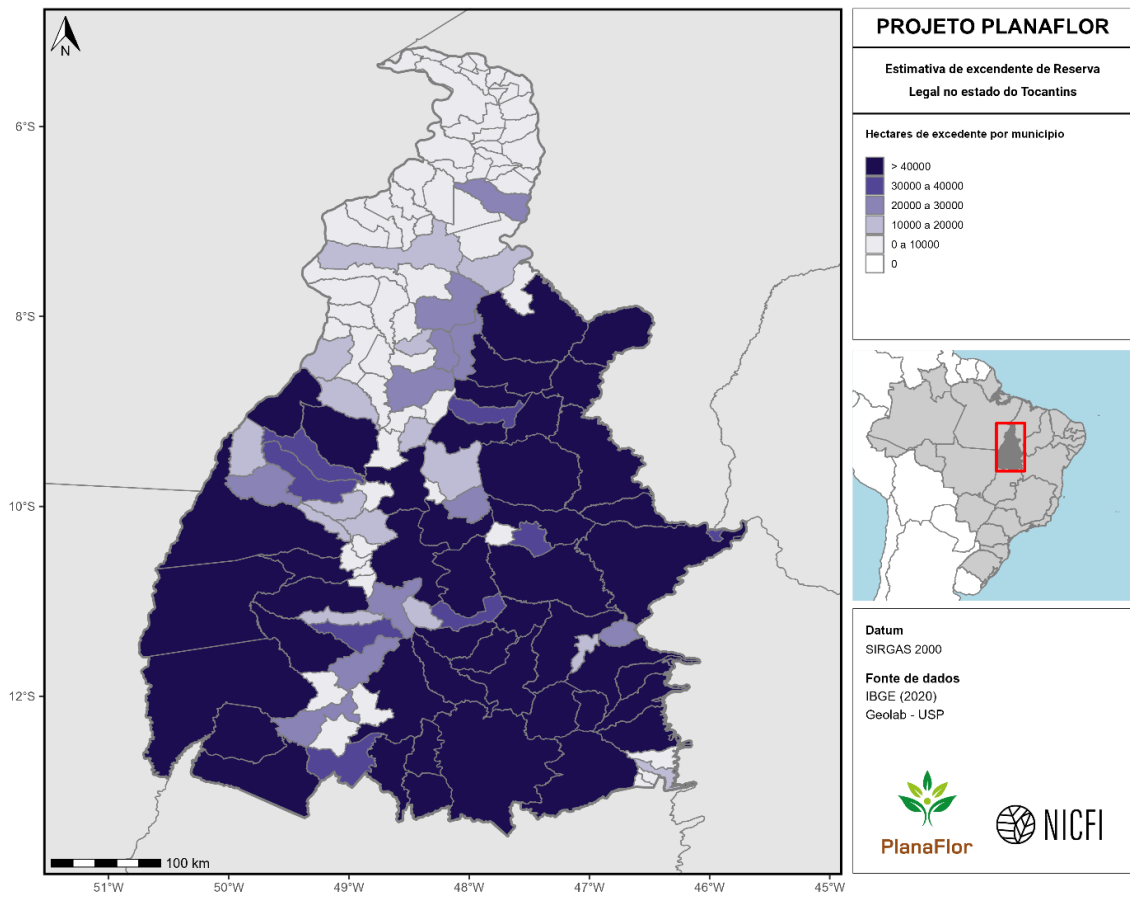 N
6°S
8°S
10°S
12°S
100 km
51°W
50°W
49°W
48°W
47°W
46°W
45°W
PROJETO PLANAFLOR
Estimativa de excendente de Reserva
Legal no estado do Tocantins
Hectares de excedente por município
> 40000
30000 a 40000
20000 a 30000
10000 a 20000
0 a 10000
0
Datum
SIRGAS 2000
Fonte de dados
IBGE (2020)
Geolab - USP
PlanaFlor
NICFI